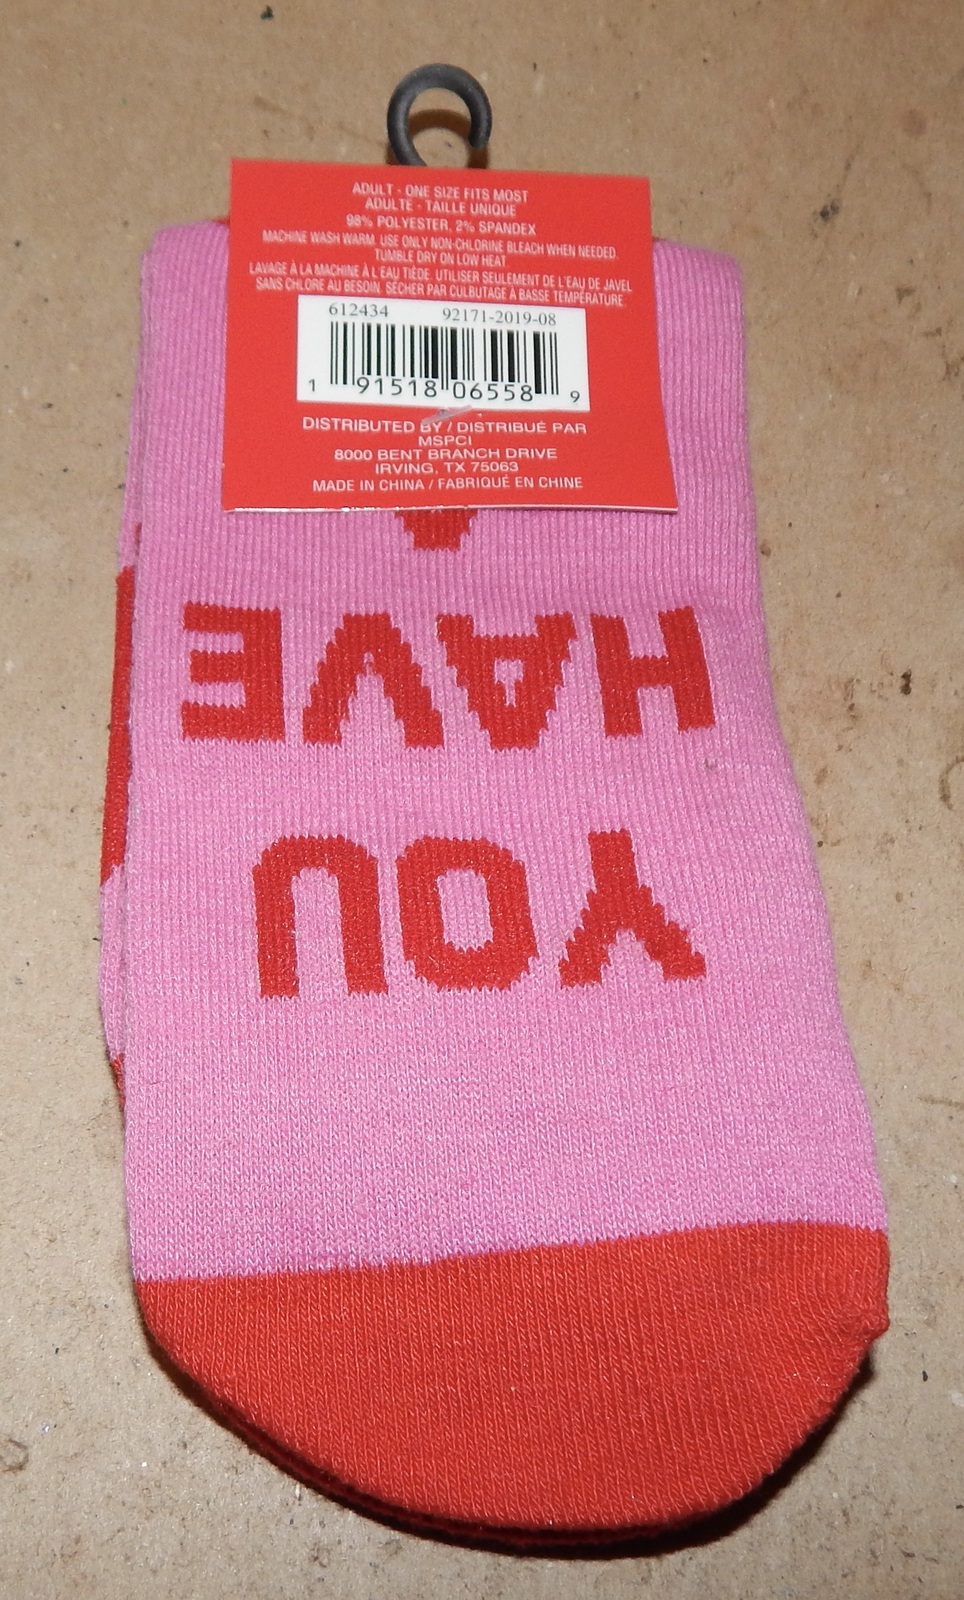 ADULT - ONE SIZE FITS MOST
ADULTE - TAILLE UNIQUE
98% POLYESTER, 2% SPANDEX
MACHINE WASH WARM. USE ONLY NON-CHLORINE BLEACH WHEN NEEDED.
TUMBLE DRY ON LOW HEAT.
LAVAGE À LA MACHINE À L'EAU TIÈDE. UTILISER SEULEMENT DE L'EAU DE JAVEL
SANS CHLORE AU BESOIN. SÉCHER PAR CULBUTAGE À BASSE TEMPÉRATURE.
612434 92171-2019-08
1 91518 06558 9
DISTRIBUTED BY / DISTRIBUÉ PAR
MSPCI
8000 BENT BRANCH DRIVE
IRVING, TX 75063
MADE IN CHINA / FABRIQUÉ EN CHINE
YOU
HAVE